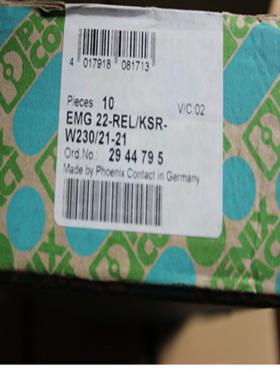 4 017918 081713
Pieces: 10 V/C:02
EMG 22-REL/KSR-
W230/21-21
Ord.No.: 29 44 79 5
Made by Phoenix Contact in Germany